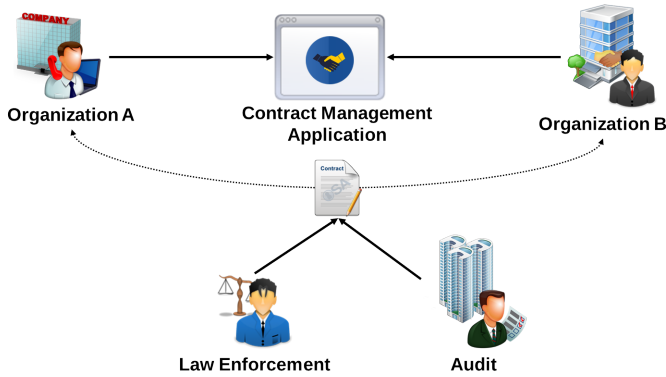 COMPANY
Organization A
Contract Management
Application
Organization B
Contract
Law Enforcement
Audit